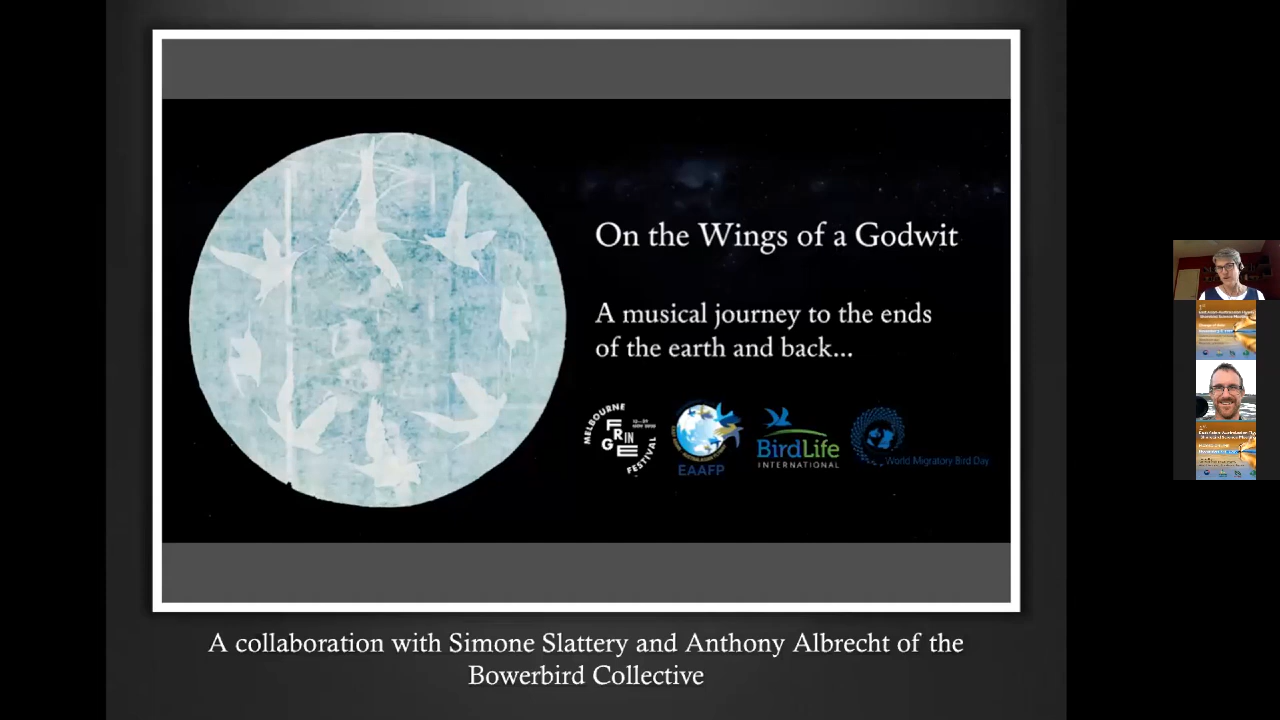 On the Wings of a Godwit
A musical journey to the ends
of the earth and back...
MELBOURNE
FRINGE
FESTIVAL
EAAFP
BirdLife
INTERNATIONAL
World Migratory Bird Day
A collaboration with Simone Slattery and Anthony Albrecht of the
Bowerbird Collective